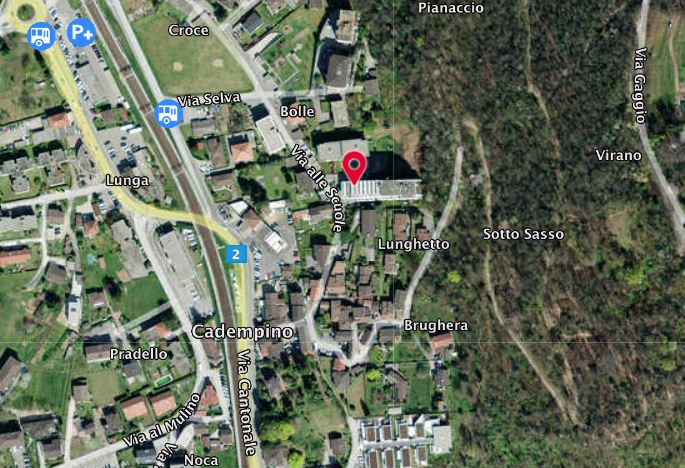 Pianaccio
Croce
P+
Via Gaggio
Via Selva
Bolle
Virano
Via alle Scuole
Lunga
Sotto Sasso
Lunghetto
2
Cadempino
Brughera
Pradello
Via Cantonale
Via al Mulino
Noca